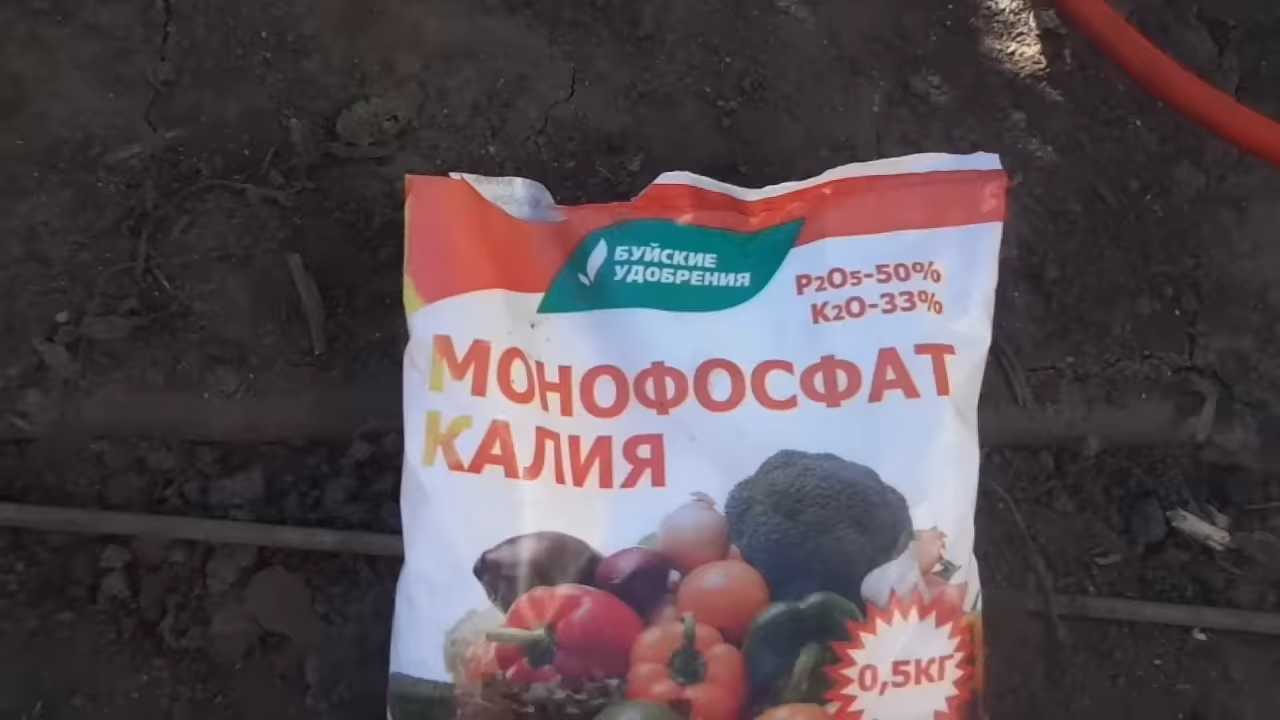 БУЙСКИЕ
УДОБРЕНИЯ
P2O5-50%
K2O-33%
МОНОФОСФАТ
КАЛИЯ
0,5КГ